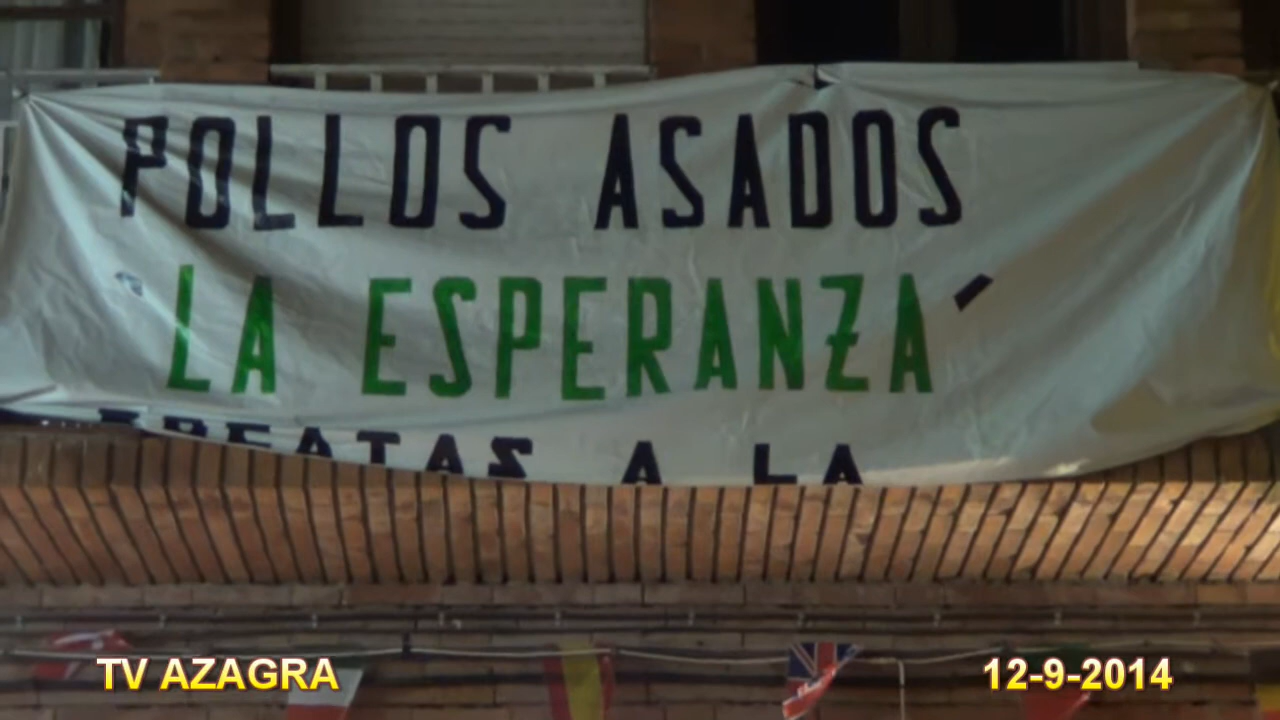 POLLOS ASADOS
"LA ESPERANZA"
A LA
TV AZAGRA
12-9-2014